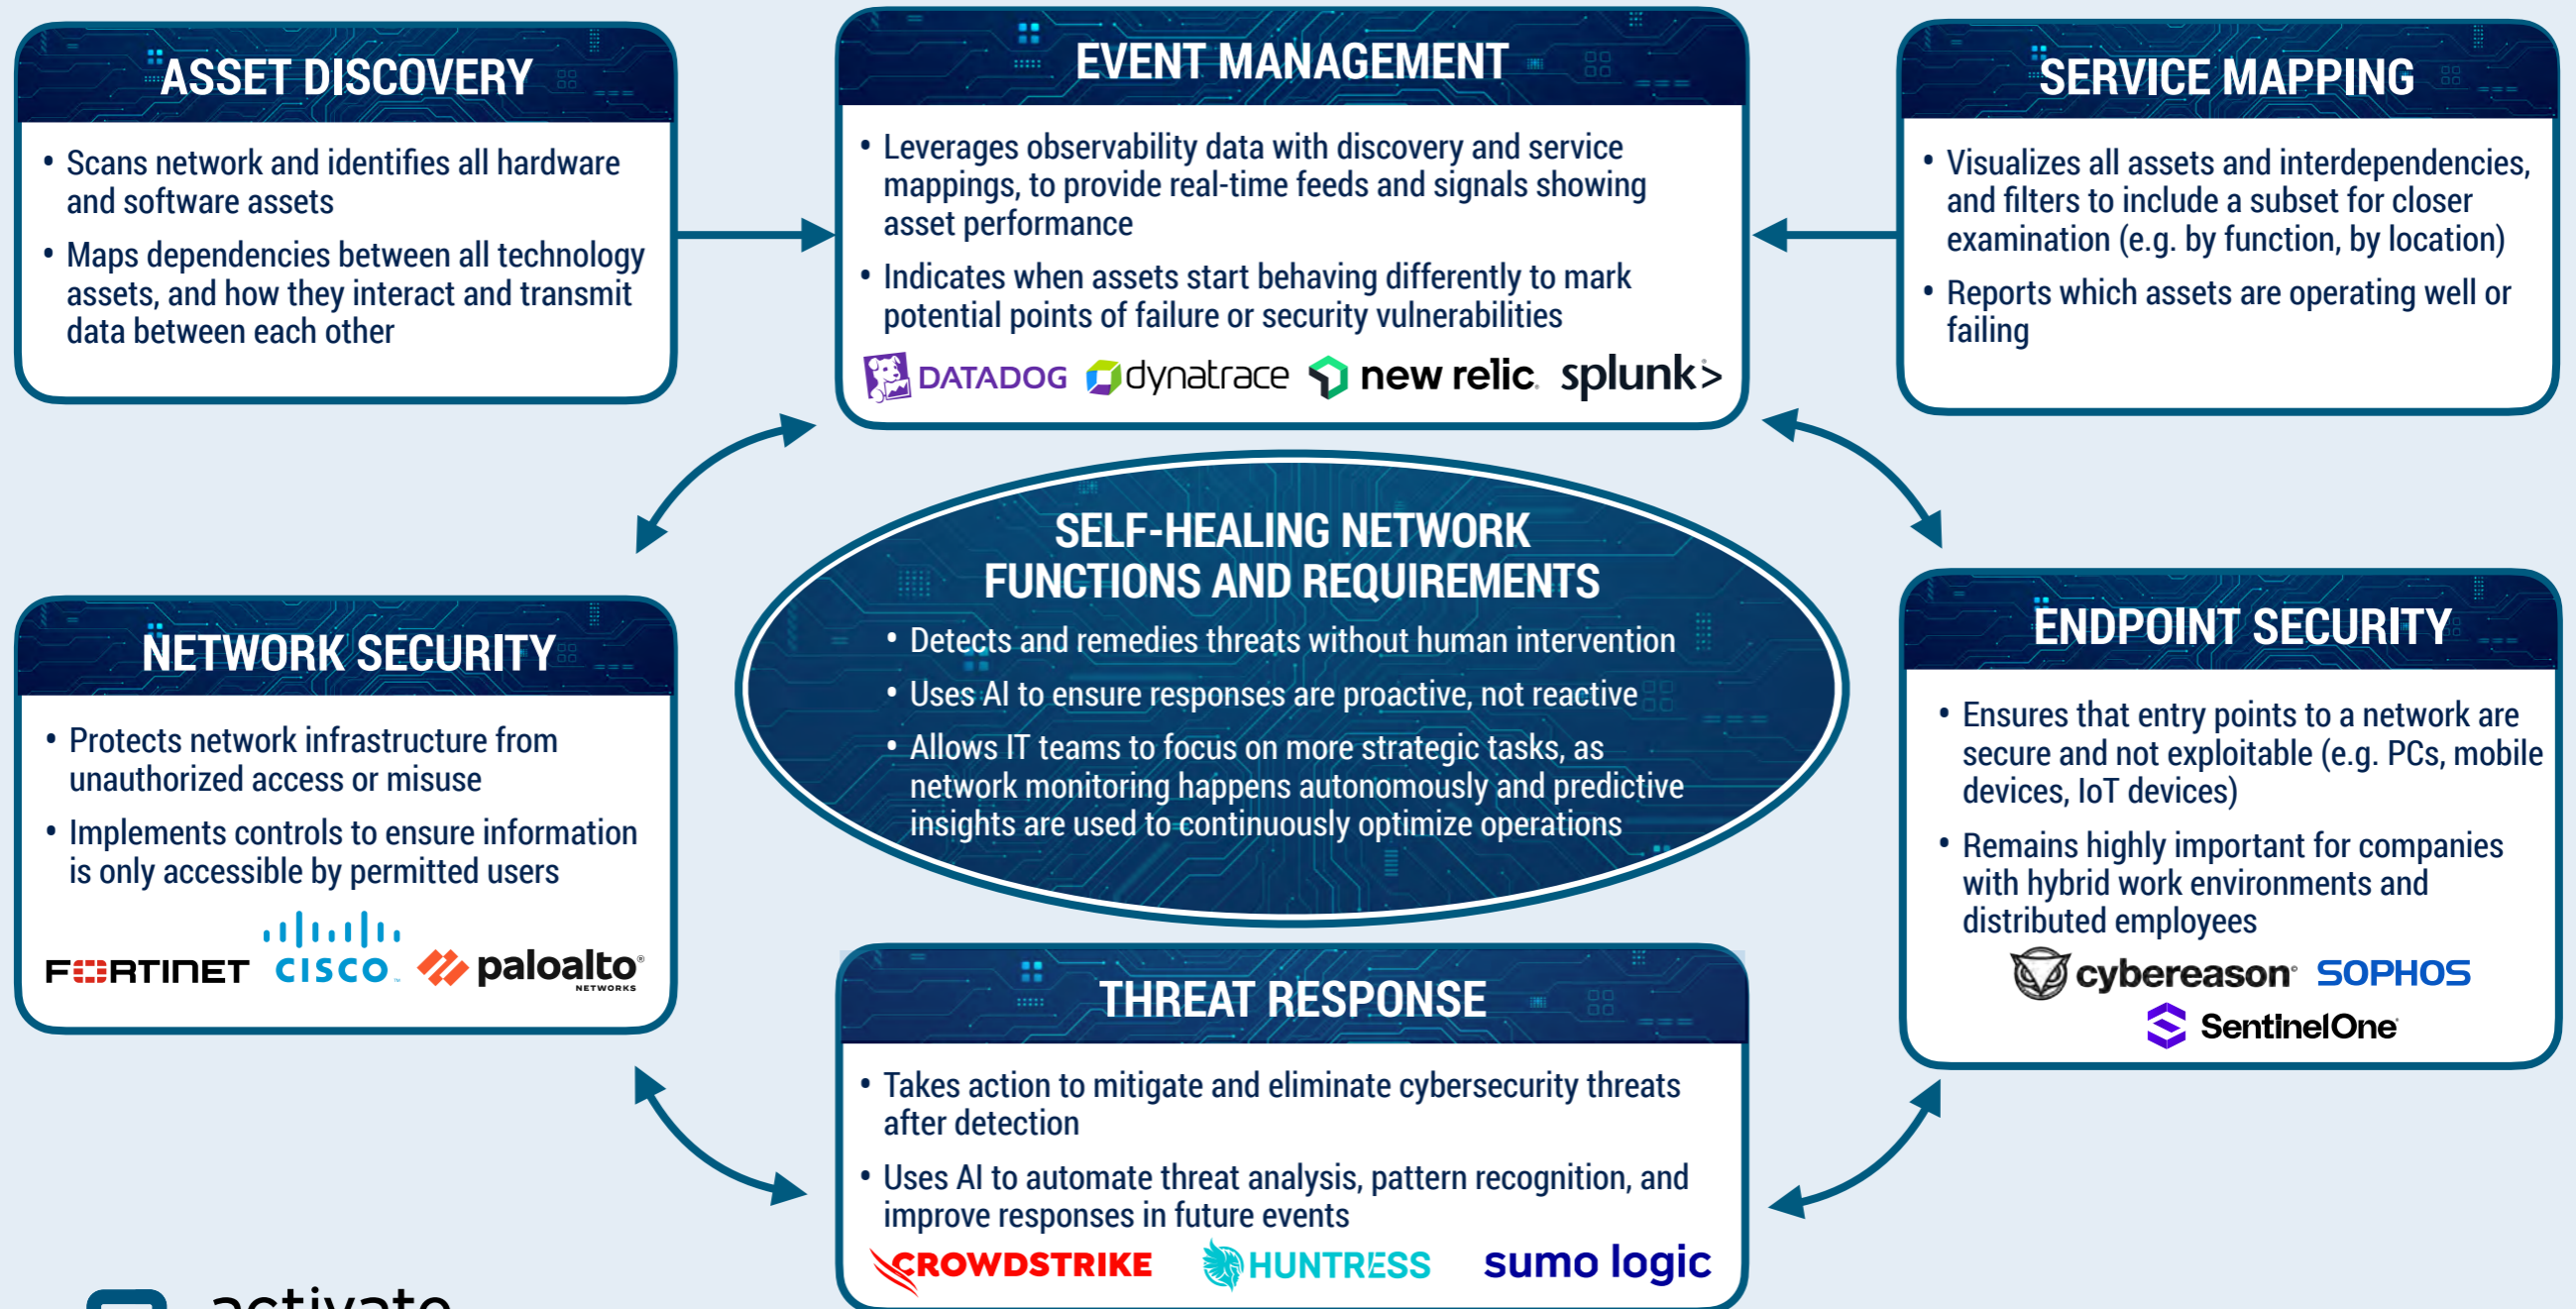 ASSET DISCOVERY
• Scans network and identifies all hardware
and software assets
• Maps dependencies between all technology
assets, and how they interact and transmit
data between each other
EVENT MANAGEMENT
• Leverages observability data with discovery and service
mappings, to provide real-time feeds and signals showing
asset performance
• Indicates when assets start behaving differently to mark
potential points of failure or security vulnerabilities
DATADOG dynatrace new relic. splunk>
SERVICE MAPPING
• Visualizes all assets and interdependencies,
and filters to include a subset for closer
examination (e.g. by function, by location)
• Reports which assets are operating well or
failing
SELF-HEALING NETWORK
FUNCTIONS AND REQUIREMENTS
• Detects and remedies threats without human intervention
• Uses AI to ensure responses are proactive, not reactive
• Allows IT teams to focus on more strategic tasks, as
network monitoring happens autonomously and predictive
insights are used to continuously optimize operations
NETWORK SECURITY
• Protects network infrastructure from
unauthorized access or misuse
• Implements controls to ensure information
is only accessible by permitted users
FORTINET CISCO™ paloalto®
NETWORKS
ENDPOINT SECURITY
• Ensures that entry points to a network are
secure and not exploitable (e.g. PCs, mobile
devices, IoT devices)
• Remains highly important for companies
with hybrid work environments and
distributed employees
cybereason® SOPHOS
SentinelOne
THREAT RESPONSE
• Takes action to mitigate and eliminate cybersecurity threats
after detection
• Uses AI to automate threat analysis, pattern recognition, and
improve responses in future events
CROWDSTRIKE HUNTRESS sumo logic
activate